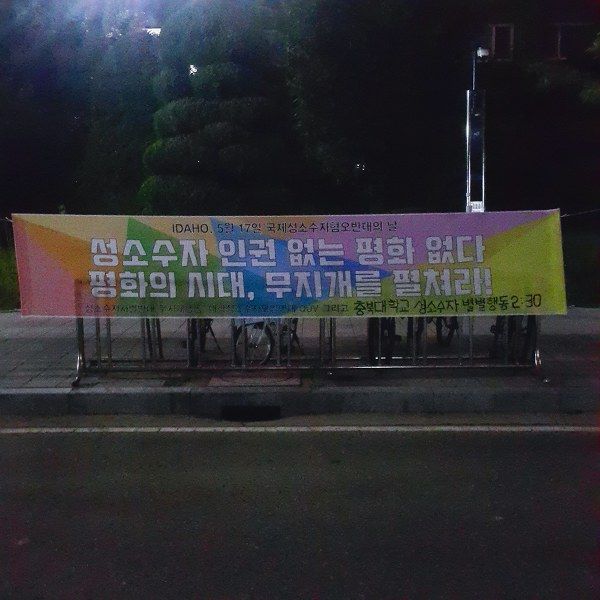 IDAHO, 5월 17일 국제성소수자혐오반대의 날
성소수자 인권 없는 평화 없다
평화의 시대, 무지개를 펼쳐라!
그리고 충북대학교 성소수자 별별행동 2:30